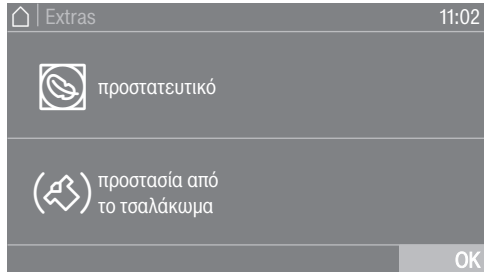 Extras
11:02
προστατευτικό
προστασία από
το τσαλάκωμα
OK